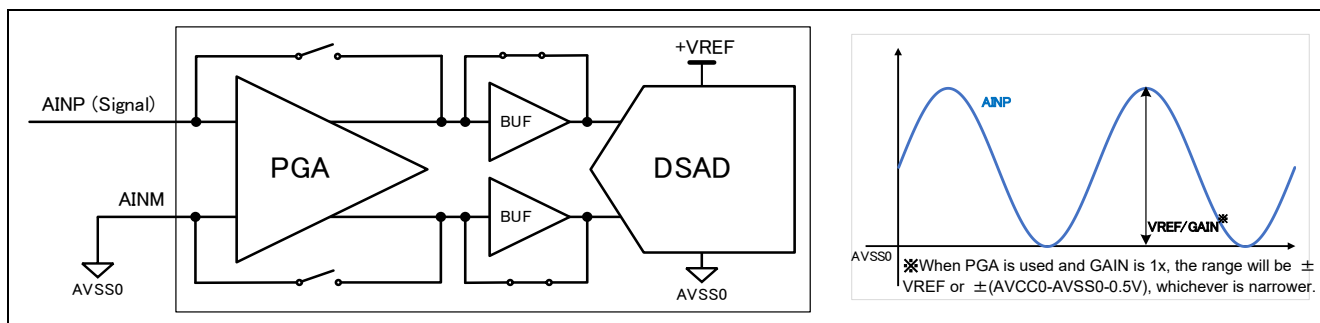 +VREF
AINP (Signal)
BUF
PGA
DSAD
AINM
BUF
AVSS0
AVSS0
AINP
VREF/GAIN※
AVSS0
※When PGA is used and GAIN is 1x, the range will be ±
VREF or ±(AVCC0-AVSS0-0.5V), whichever is narrower.